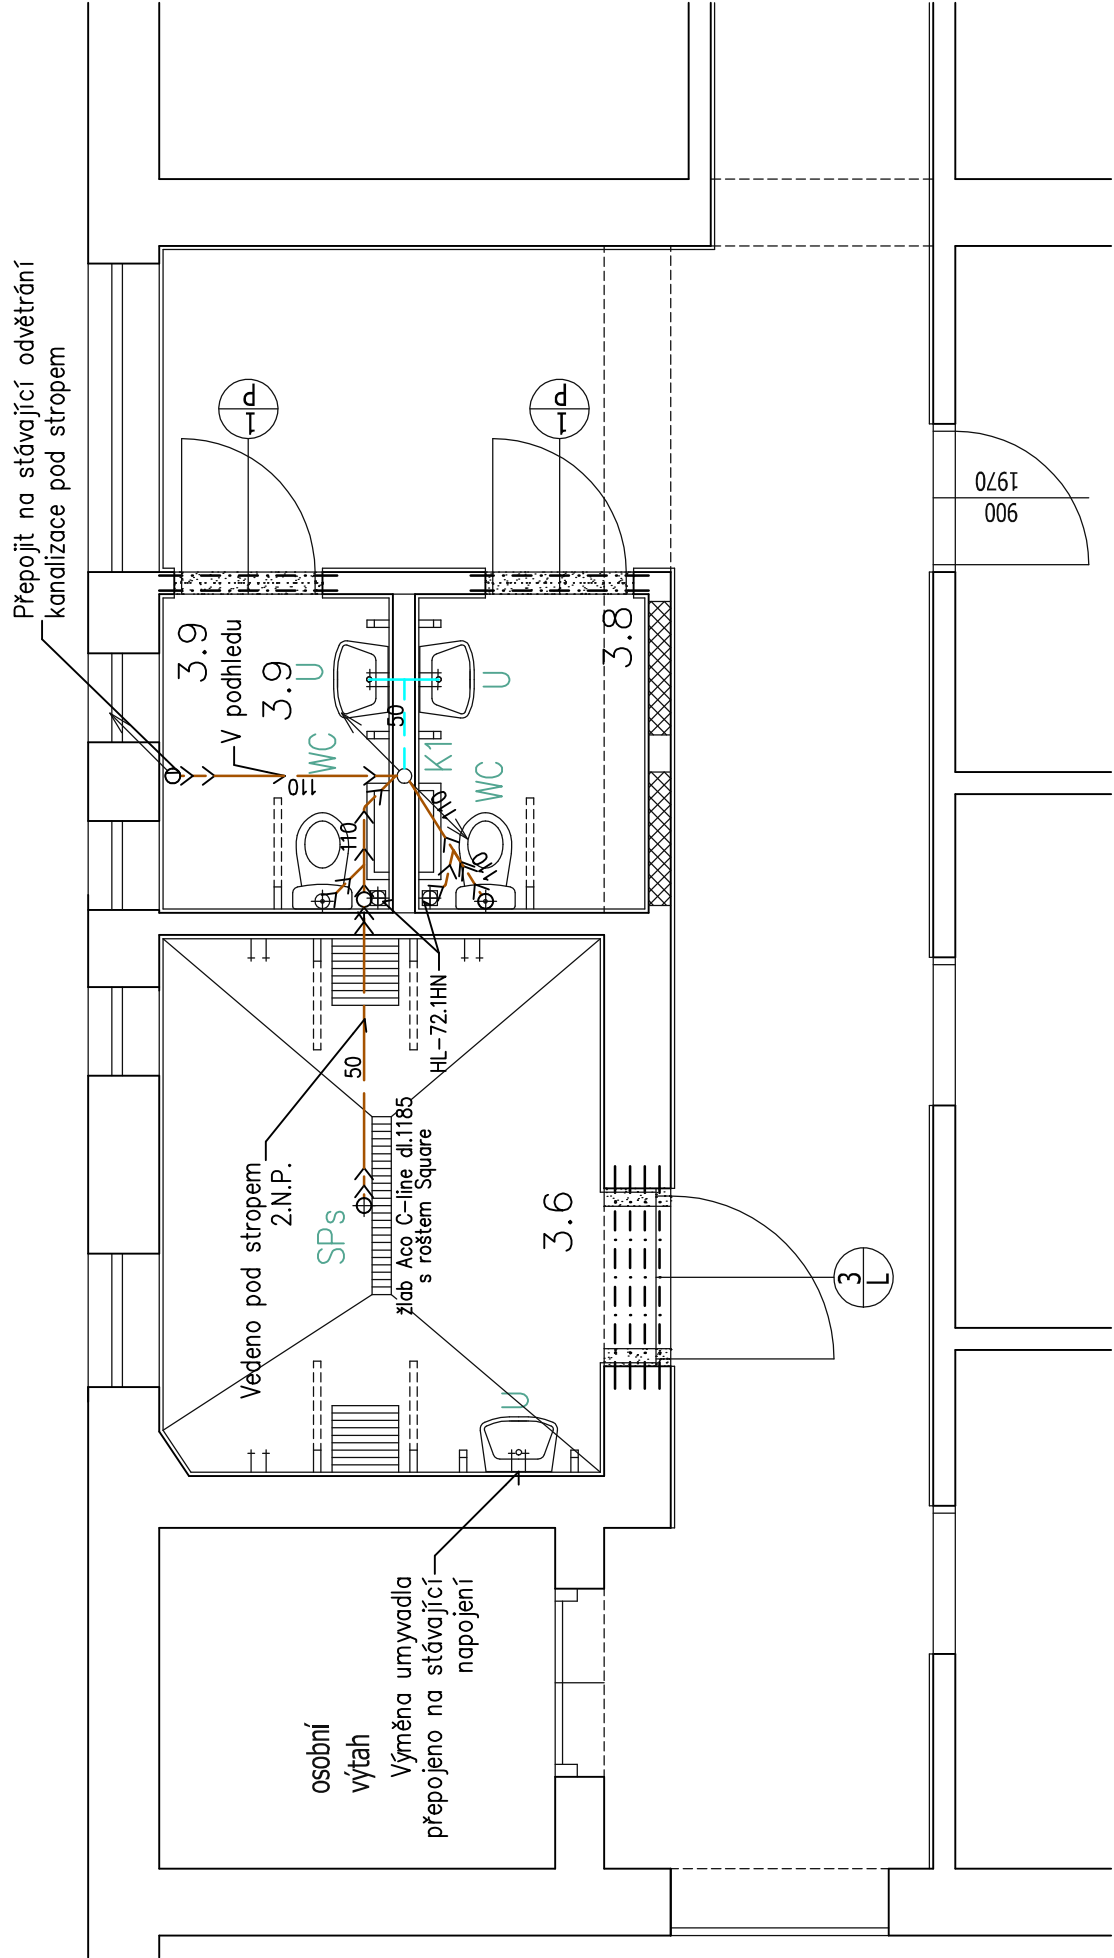 Přepojit na stávající odvětrání
kanalizace pod stropem
3.9
V podhledu
3.9
U
WC
110
110
50
K1
U
WC
110
110
3.8
1
P
1
P
900
1970
HL-72.1HN
50
Vedeno pod stropem
2.N.P.
SPs
žlab Aco C-line dl.1185
s roštem Square
3.6
U
3
L
Výměna umyvadla
přepojeno na stávající
napojení
osobní
výtah